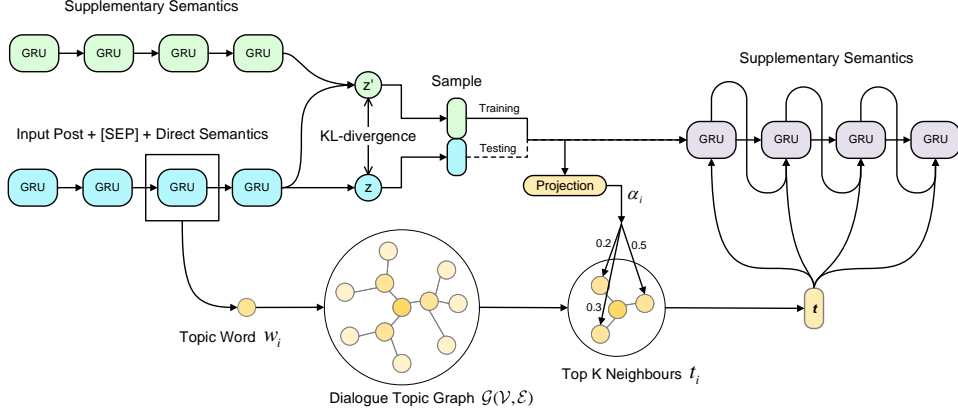 Supplementary Semantics
GRU GRU GRU GRU
Input Post + [SEP] + Direct Semantics
GRU GRU GRU GRU
z'
KL-divergence
z
Sample
Training
Testing
Projection
α_i
Supplementary Semantics
GRU GRU GRU GRU
0.2
0.5
0.3
t
Topic Word w_i
Dialogue Topic Graph 𝒢(𝒱, ℰ)
Top K Neighbours t_i